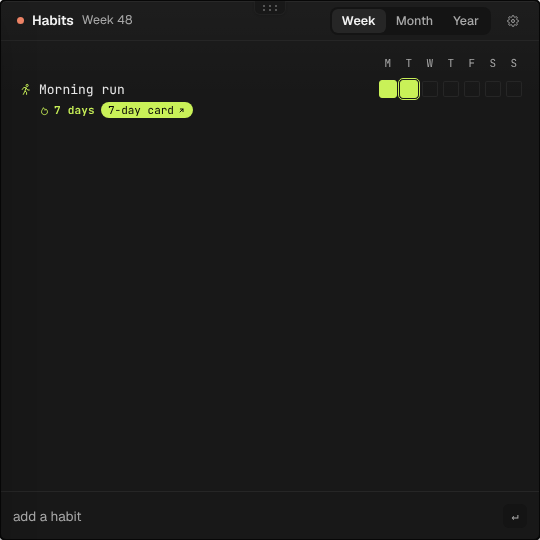 Habits Week 48
Week Month Year
M T W T F S S
Morning run
7 days 7-day card ↗
add a habit
↵